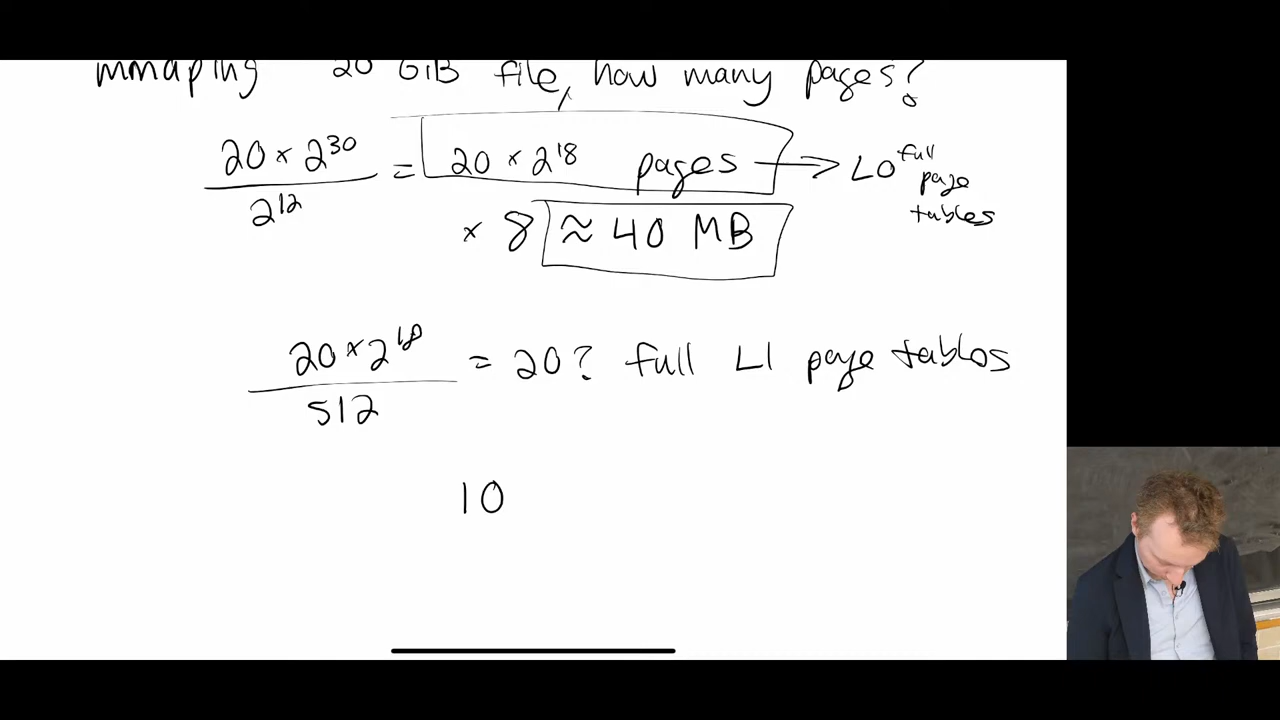 mmaping 20 GiB file, how many pages?
20 × 2^30 / 2^12 = 20 × 2^18 pages → L0 full page tables
× 8 ≈ 40 MB
20 × 2^18 / 512 = 20? full L1 page tables
10